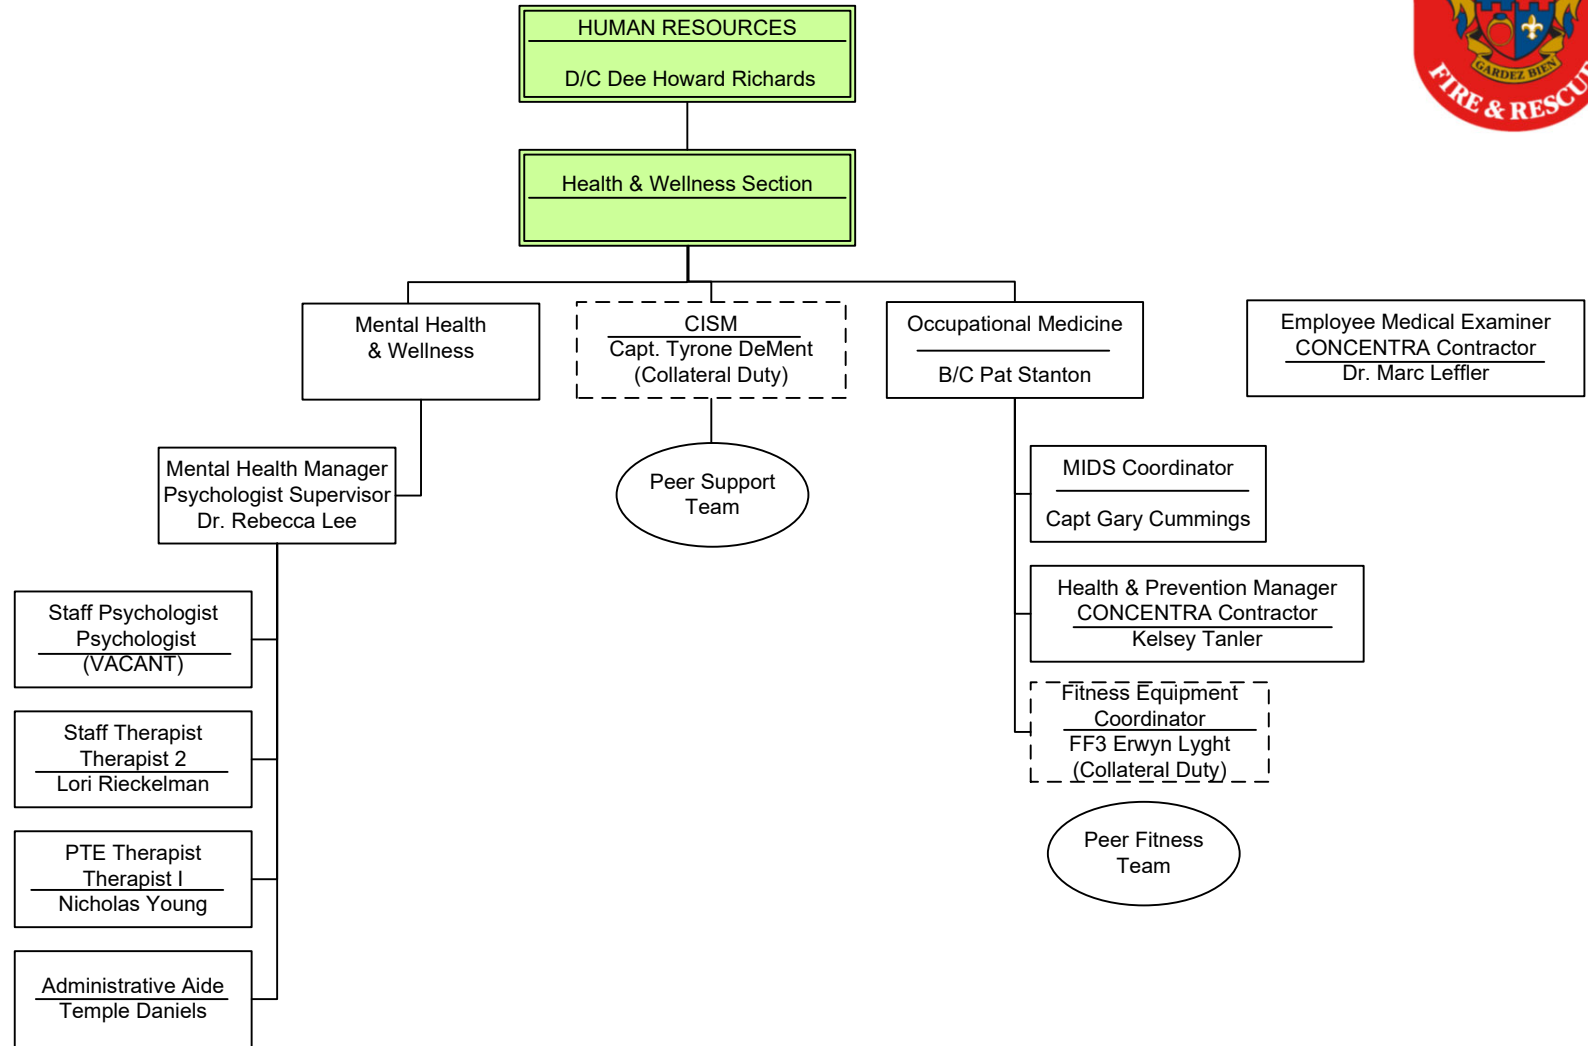 HUMAN RESOURCES
D/C Dee Howard Richards
GARDEZ BIEN
FIRE & RESCUE
Health & Wellness Section
Mental Health
& Wellness
CISM
Capt. Tyrone DeMent
(Collateral Duty)
Occupational Medicine
B/C Pat Stanton
Employee Medical Examiner
CONCENTRA Contractor
Dr. Marc Leffler
Mental Health Manager
Psychologist Supervisor
Dr. Rebecca Lee
Peer Support
Team
MIDS Coordinator
Capt Gary Cummings
Staff Psychologist
Psychologist
(VACANT)
Health & Prevention Manager
CONCENTRA Contractor
Kelsey Tanler
Staff Therapist
Therapist 2
Lori Rieckelman
Fitness Equipment
Coordinator
FF3 Erwyn Lyght
(Collateral Duty)
PTE Therapist
Therapist I
Nicholas Young
Peer Fitness
Team
Administrative Aide
Temple Daniels